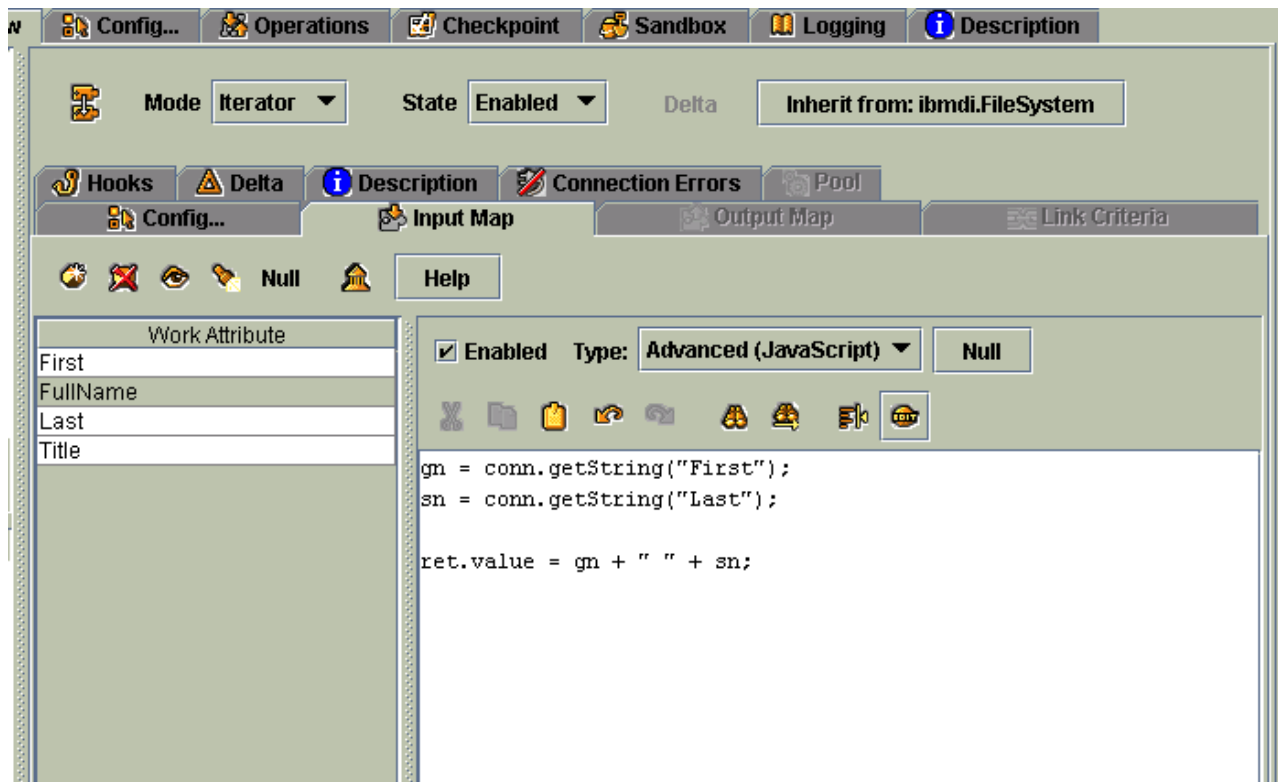 w Config... Operations Checkpoint Sandbox Logging Description
Mode Iterator State Enabled Delta Inherit from: ibmdi.FileSystem
Hooks Delta Description Connection Errors Pool
Config... Input Map Output Map Link Criteria
Null Help
Work Attribute
First
FullName
Last
Title
Enabled Type: Advanced (JavaScript) Null
gn = conn.getString("First");
sn = conn.getString("Last");
ret.value = gn + " " + sn;